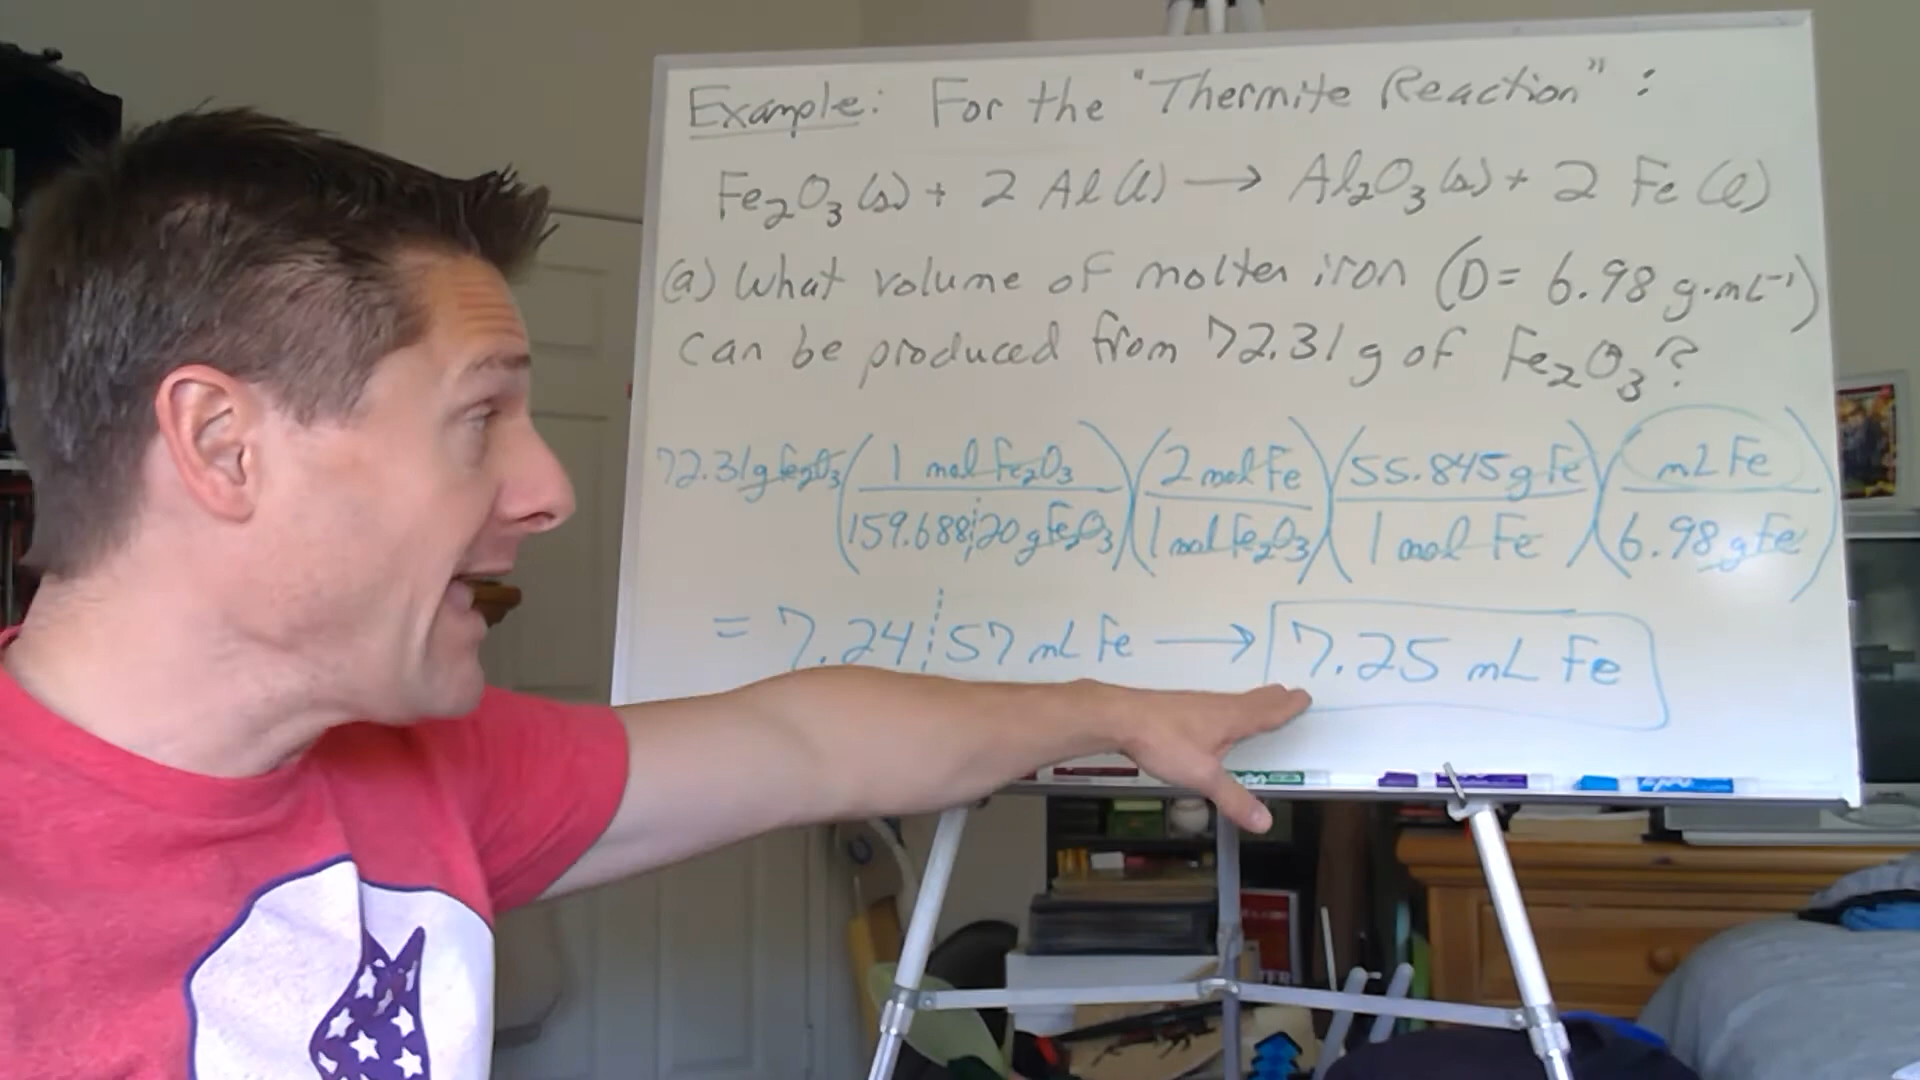 Example: For the "Thermite Reaction":
Fe₂O₃(s) + 2 Al(l) → Al₂O₃(s) + 2 Fe(l)
(a) What volume of molten iron (D = 6.98 g·mL⁻¹)
can be produced from 72.31 g of Fe₂O₃?
72.31 g Fe₂O₃ (1 mol Fe₂O₃ / 159.688¦20 g Fe₂O₃)(2 mol Fe / 1 mol Fe₂O₃)(55.845 g Fe / 1 mol Fe)(mL Fe / 6.98 g Fe)
= 7.24¦57 mL Fe → 7.25 mL Fe